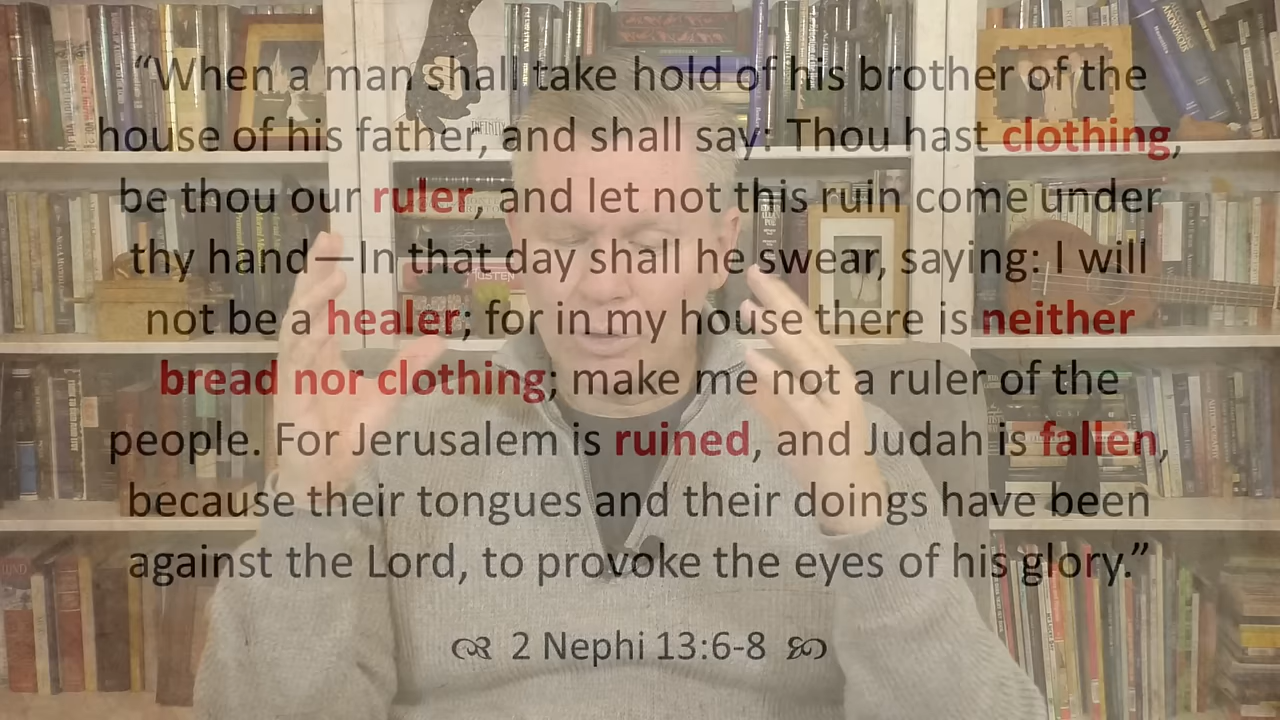 “When a man shall take hold of his brother of the
house of his father, and shall say: Thou hast clothing,
be thou our ruler, and let not this ruin come under
thy hand—In that day shall he swear, saying: I will
not be a healer; for in my house there is neither
bread nor clothing; make me not a ruler of the
people. For Jerusalem is ruined, and Judah is fallen,
because their tongues and their doings have been
against the Lord, to provoke the eyes of his glory.”
2 Nephi 13:6-8